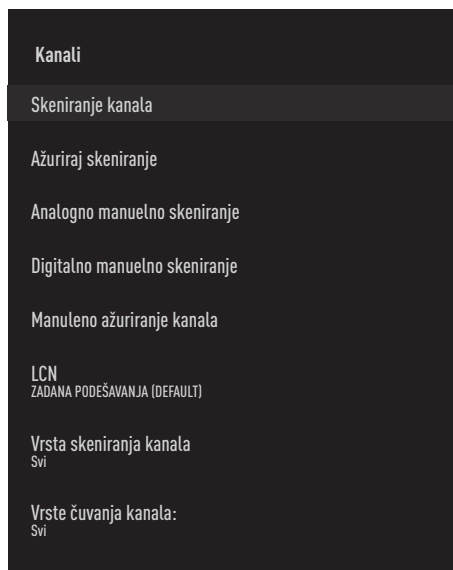 Kanali
Skeniranje kanala
Ažuriraj skeniranje
Analogno manuelno skeniranje
Digitalno manuelno skeniranje
Manuleno ažuriranje kanala
LCN
ZADANA PODEŠAVANJA (DEFAULT)
Vrsta skeniranja kanala
Svi
Vrste čuvanja kanala:
Svi